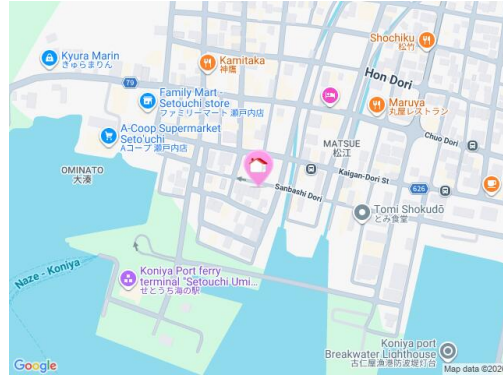 Shochiku
松竹
Kyura Marin
きゅらまりん
Kamitaka
神鷹
Hon Dori
79
Family Mart -
Setouchi store
ファミリーマート 瀬戸内店
Maruya
丸屋レストラン
A-Coop Supermarket
Seto'uchi
Aコープ 瀬戸内店
Chuo Dori
MATSUE
松江
OMINATO
大湊
Kaigan-Dori St
626
Sanbashi Dori
Tomi Shokudō
とみ食堂
Naze - Koniya
Koniya Port ferry
terminal "Setouchi Umi...
せとうち海の駅
Koniya port
Breakwater Lighthouse
古仁屋漁港防波堤灯台
Google
Map data ©202